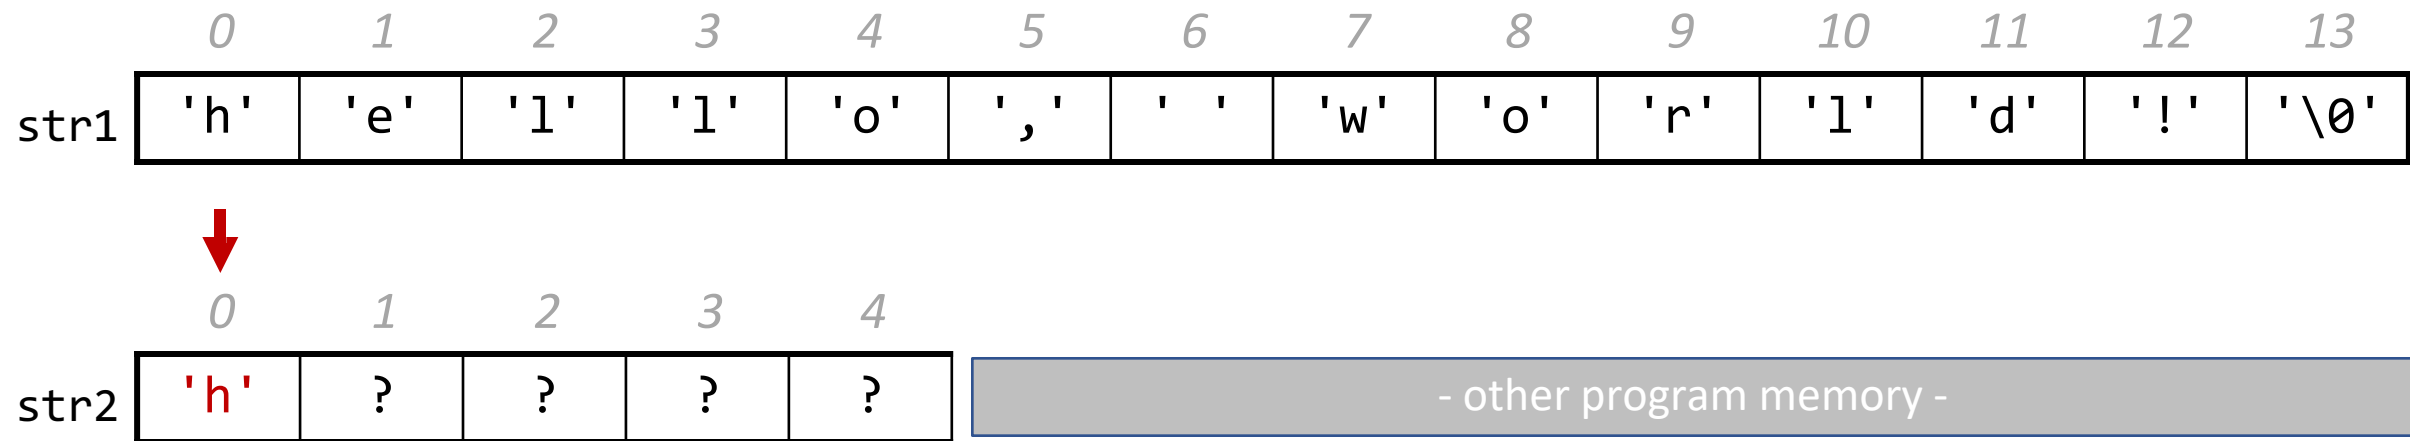 0 1 2 3 4 5 6 7 8 9 10 11 12 13
str1 'h' 'e' 'l' 'l' 'o' ',' ' ' 'w' 'o' 'r' 'l' 'd' '!' '\0'
0 1 2 3 4
str2 'h' ? ? ? ? - other program memory -